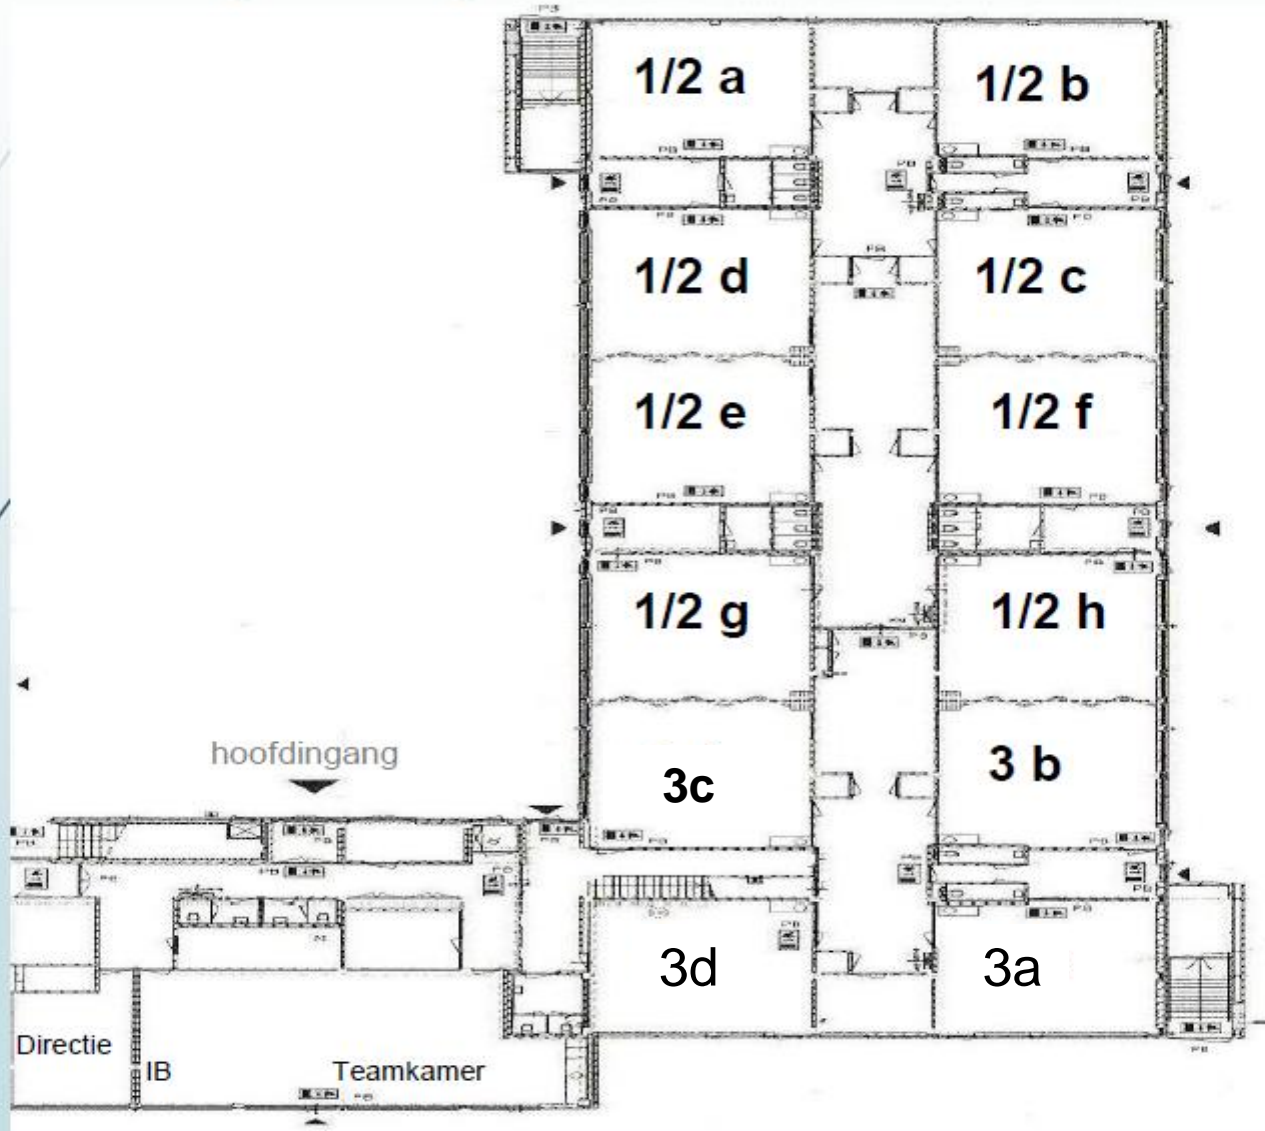 1/2 a
1/2 b
1/2 d
1/2 c
1/2 e
1/2 f
1/2 g
1/2 h
hoofdingang
3c
3 b
3d
3a
Directie
IB
Teamkamer